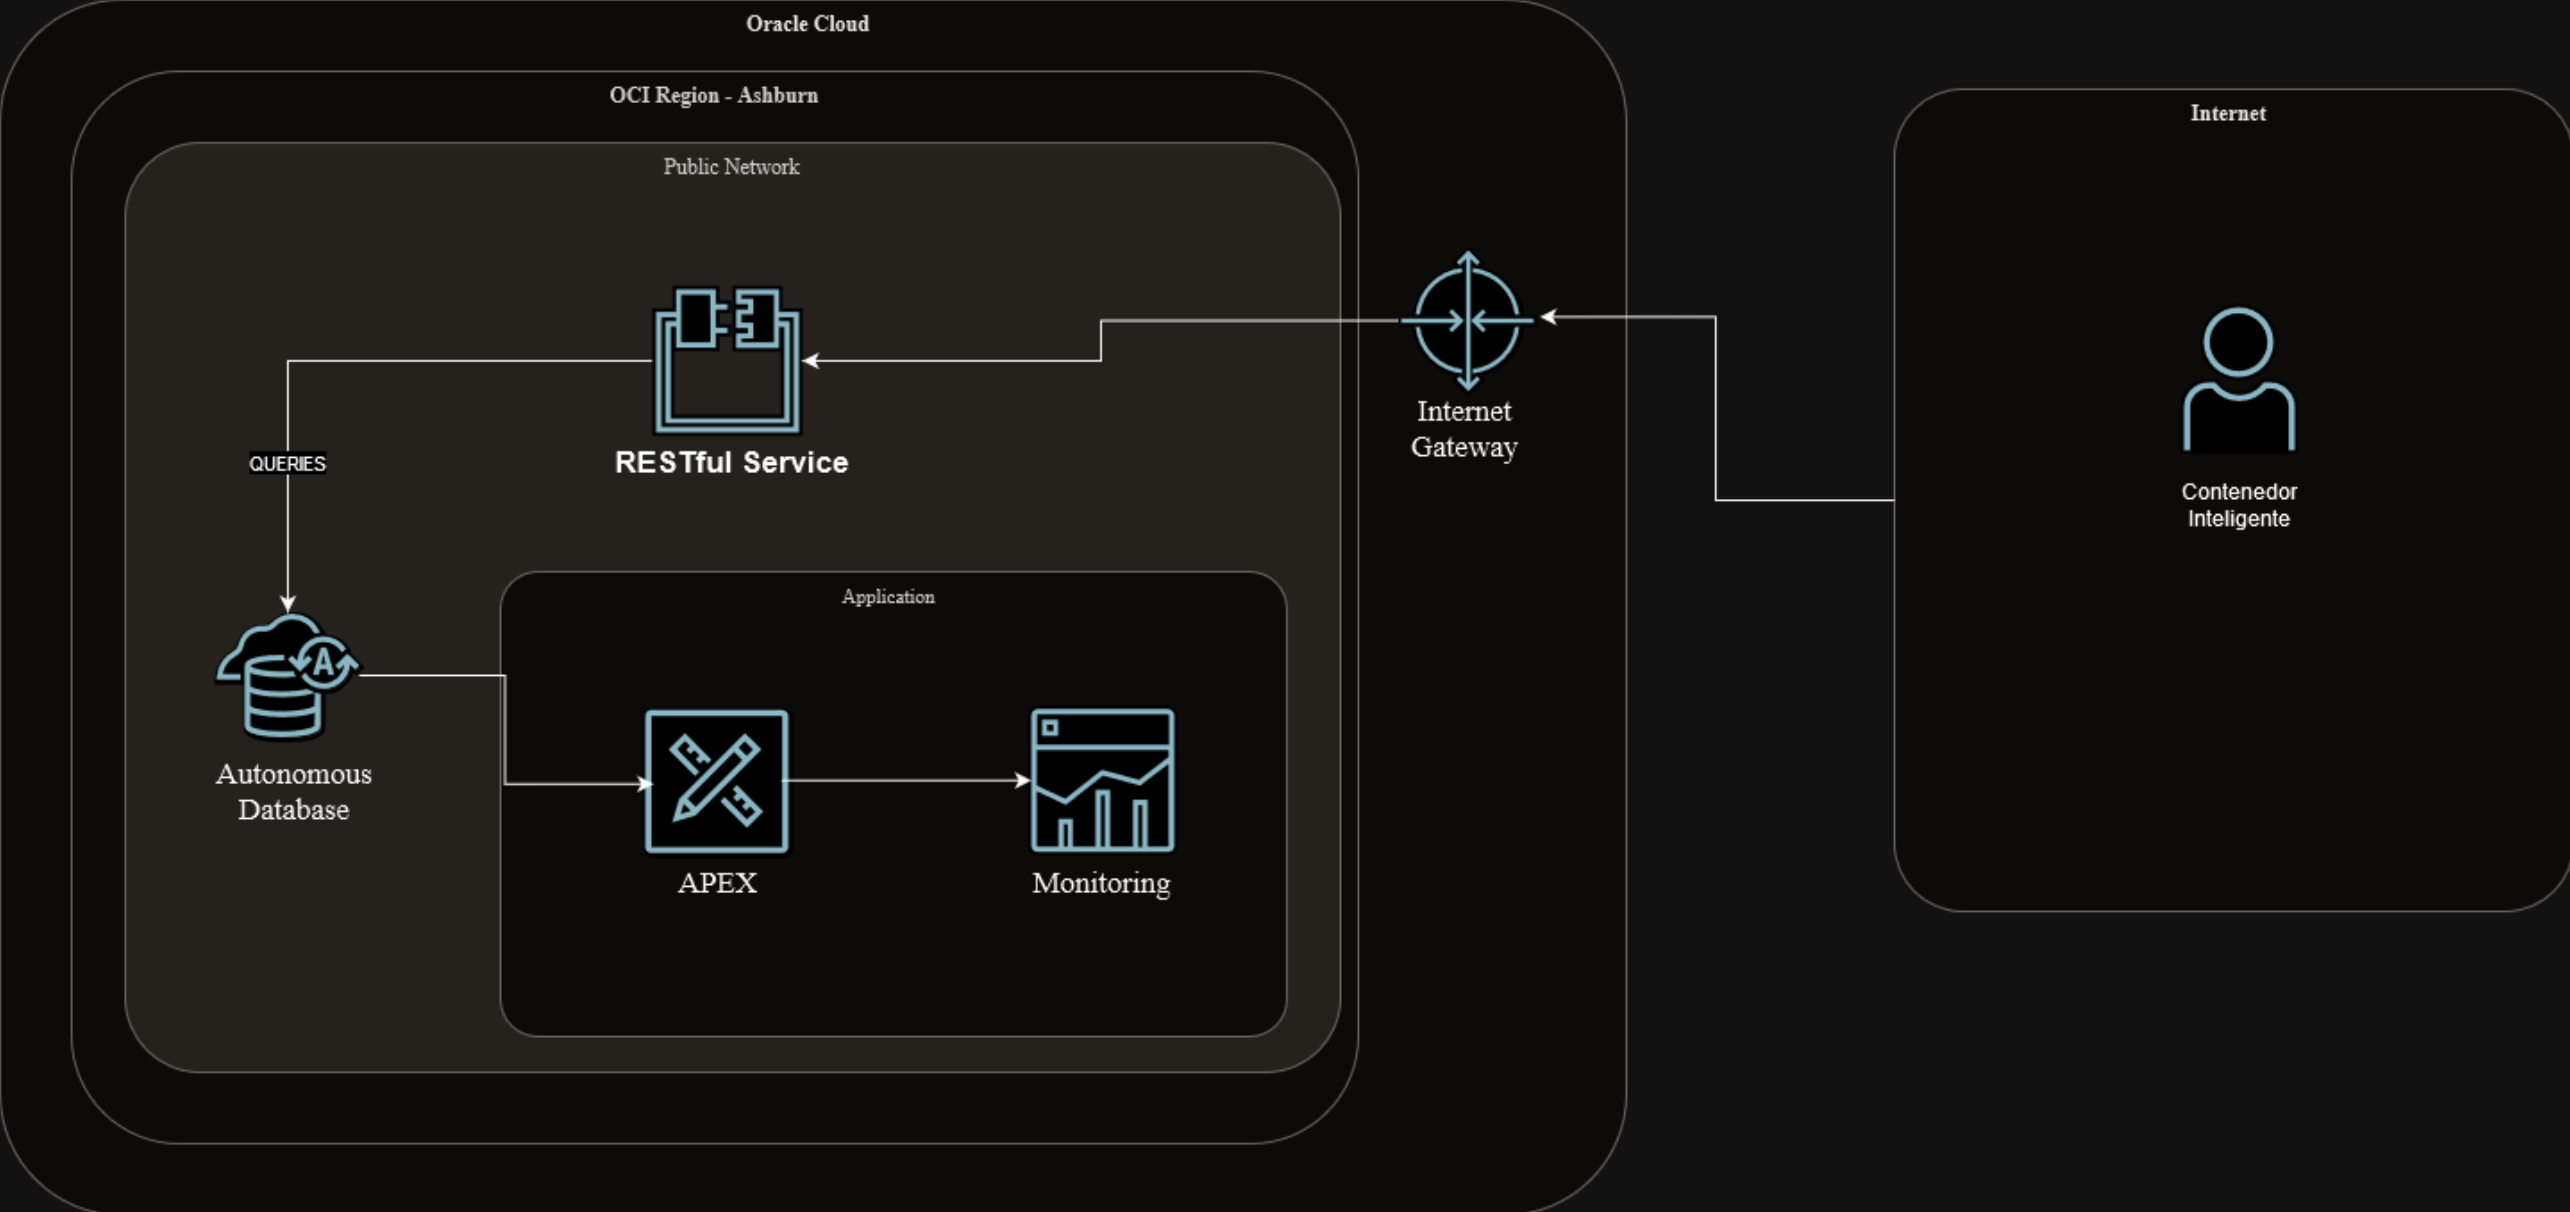 Oracle Cloud
OCI Region - Ashburn
Public Network
Internet
RESTful Service
Internet
Gateway
QUERIES
Contenedor
Inteligente
Application
A
Autonomous
Database
APEX
Monitoring